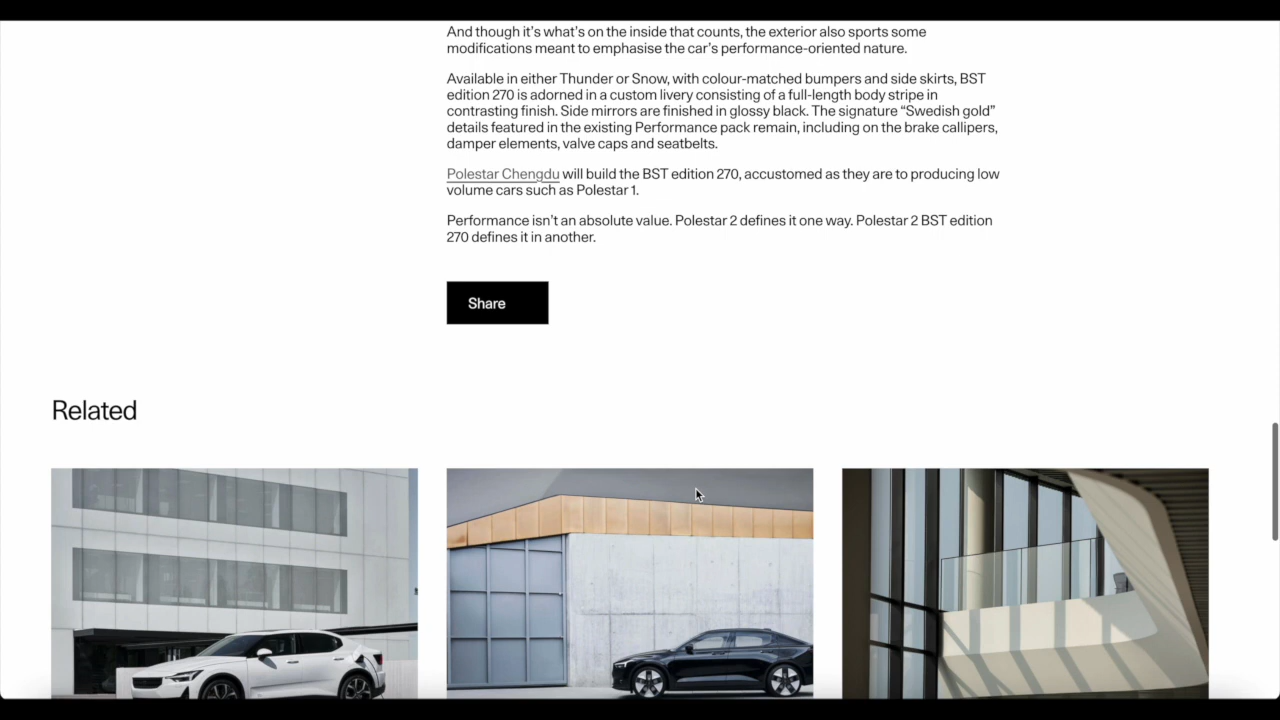 And though it’s what’s on the inside that counts, the exterior also sports some
modifications meant to emphasise the car’s performance-oriented nature.
Available in either Thunder or Snow, with colour-matched bumpers and side skirts, BST
edition 270 is adorned in a custom livery consisting of a full-length body stripe in
contrasting finish. Side mirrors are finished in glossy black. The signature “Swedish gold”
details featured in the existing Performance pack remain, including on the brake callipers,
damper elements, valve caps and seatbelts.
Polestar Chengdu will build the BST edition 270, accustomed as they are to producing low
volume cars such as Polestar 1.
Performance isn’t an absolute value. Polestar 2 defines it one way. Polestar 2 BST edition
270 defines it in another.
Share
Related